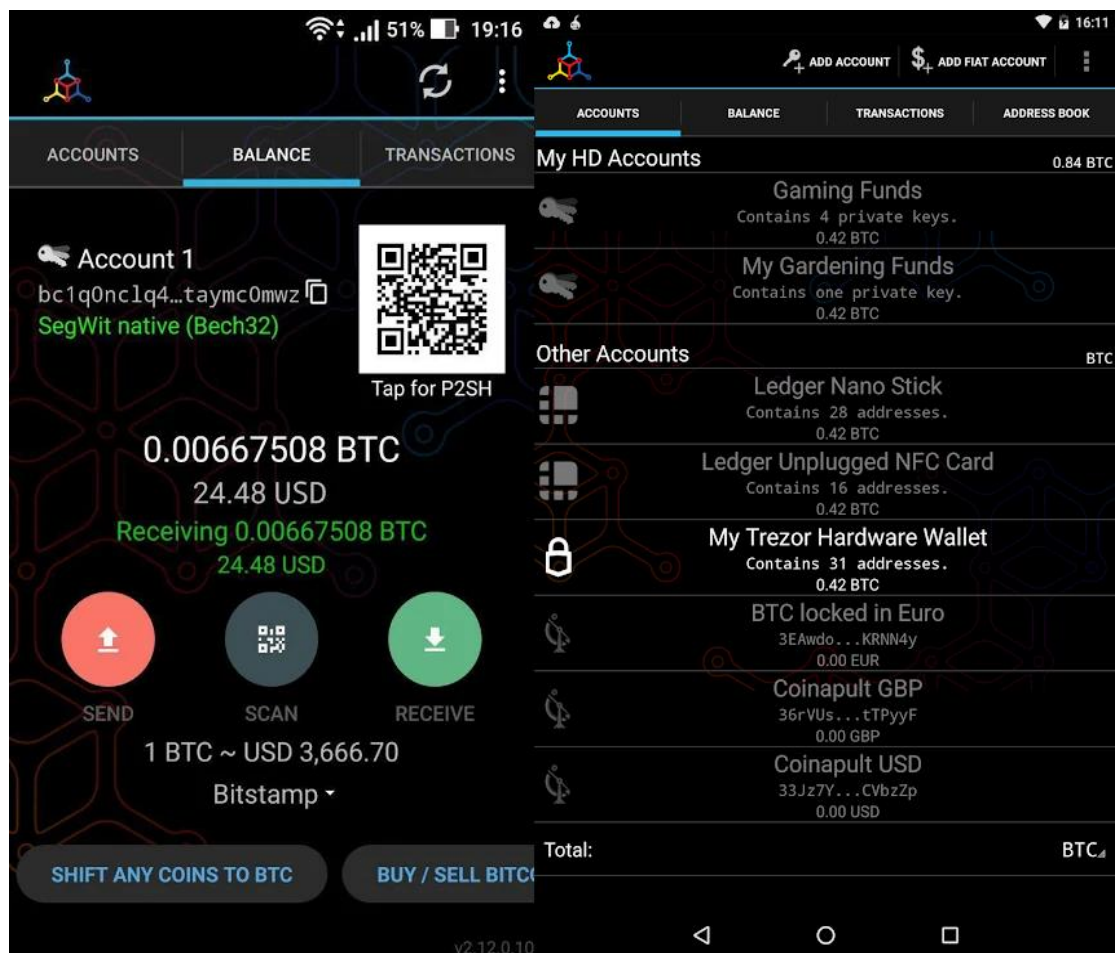 51% 19:16
ACCOUNTS BALANCE TRANSACTIONS
Account 1
bc1q0nclq4…taymc0mwz
SegWit native (Bech32)
Tap for P2SH
0.00667508 BTC
24.48 USD
Receiving 0.00667508 BTC
24.48 USD
SEND SCAN RECEIVE
1 BTC ~ USD 3,666.70
Bitstamp
SHIFT ANY COINS TO BTC BUY / SELL BITCO
v2.12.0.10
16:11
ADD ACCOUNT ADD FIAT ACCOUNT
ACCOUNTS BALANCE TRANSACTIONS ADDRESS BOOK
My HD Accounts 0.84 BTC
Gaming Funds
Contains 4 private keys.
0.42 BTC
My Gardening Funds
Contains one private key.
0.42 BTC
Other Accounts BTC
Ledger Nano Stick
Contains 28 addresses.
0.42 BTC
Ledger Unplugged NFC Card
Contains 16 addresses.
0.42 BTC
My Trezor Hardware Wallet
Contains 31 addresses.
0.42 BTC
BTC locked in Euro
3EAwdo...KRNN4y
0.00 EUR
Coinapult GBP
36rVUs...tTPyyF
0.00 GBP
Coinapult USD
33Jz7Y...CVbzZp
0.00 USD
Total: BTC